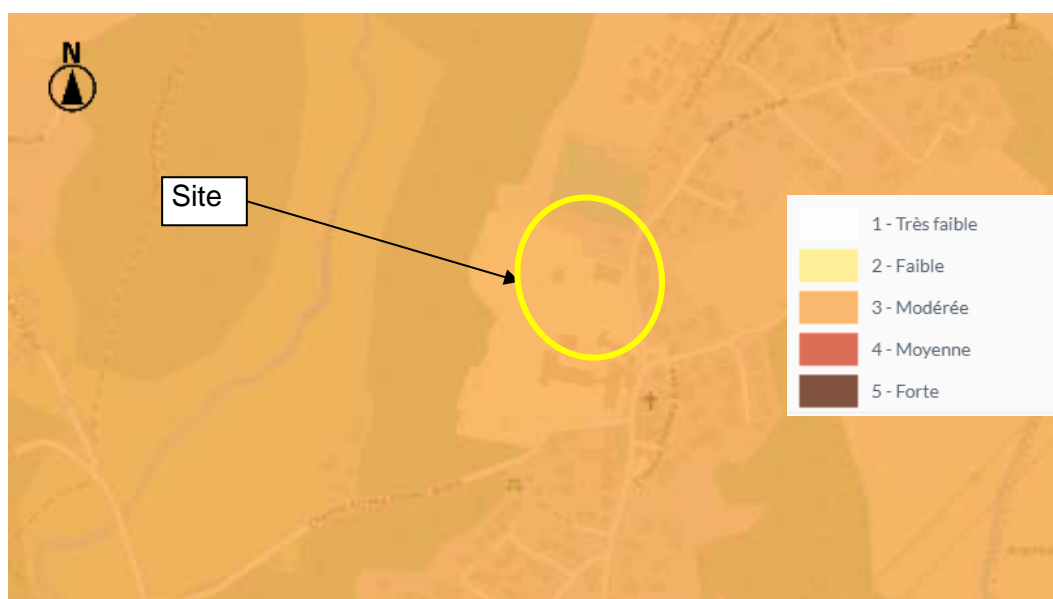 N
Site
1 - Très faible
2 - Faible
3 - Modérée
4 - Moyenne
5 - Forte